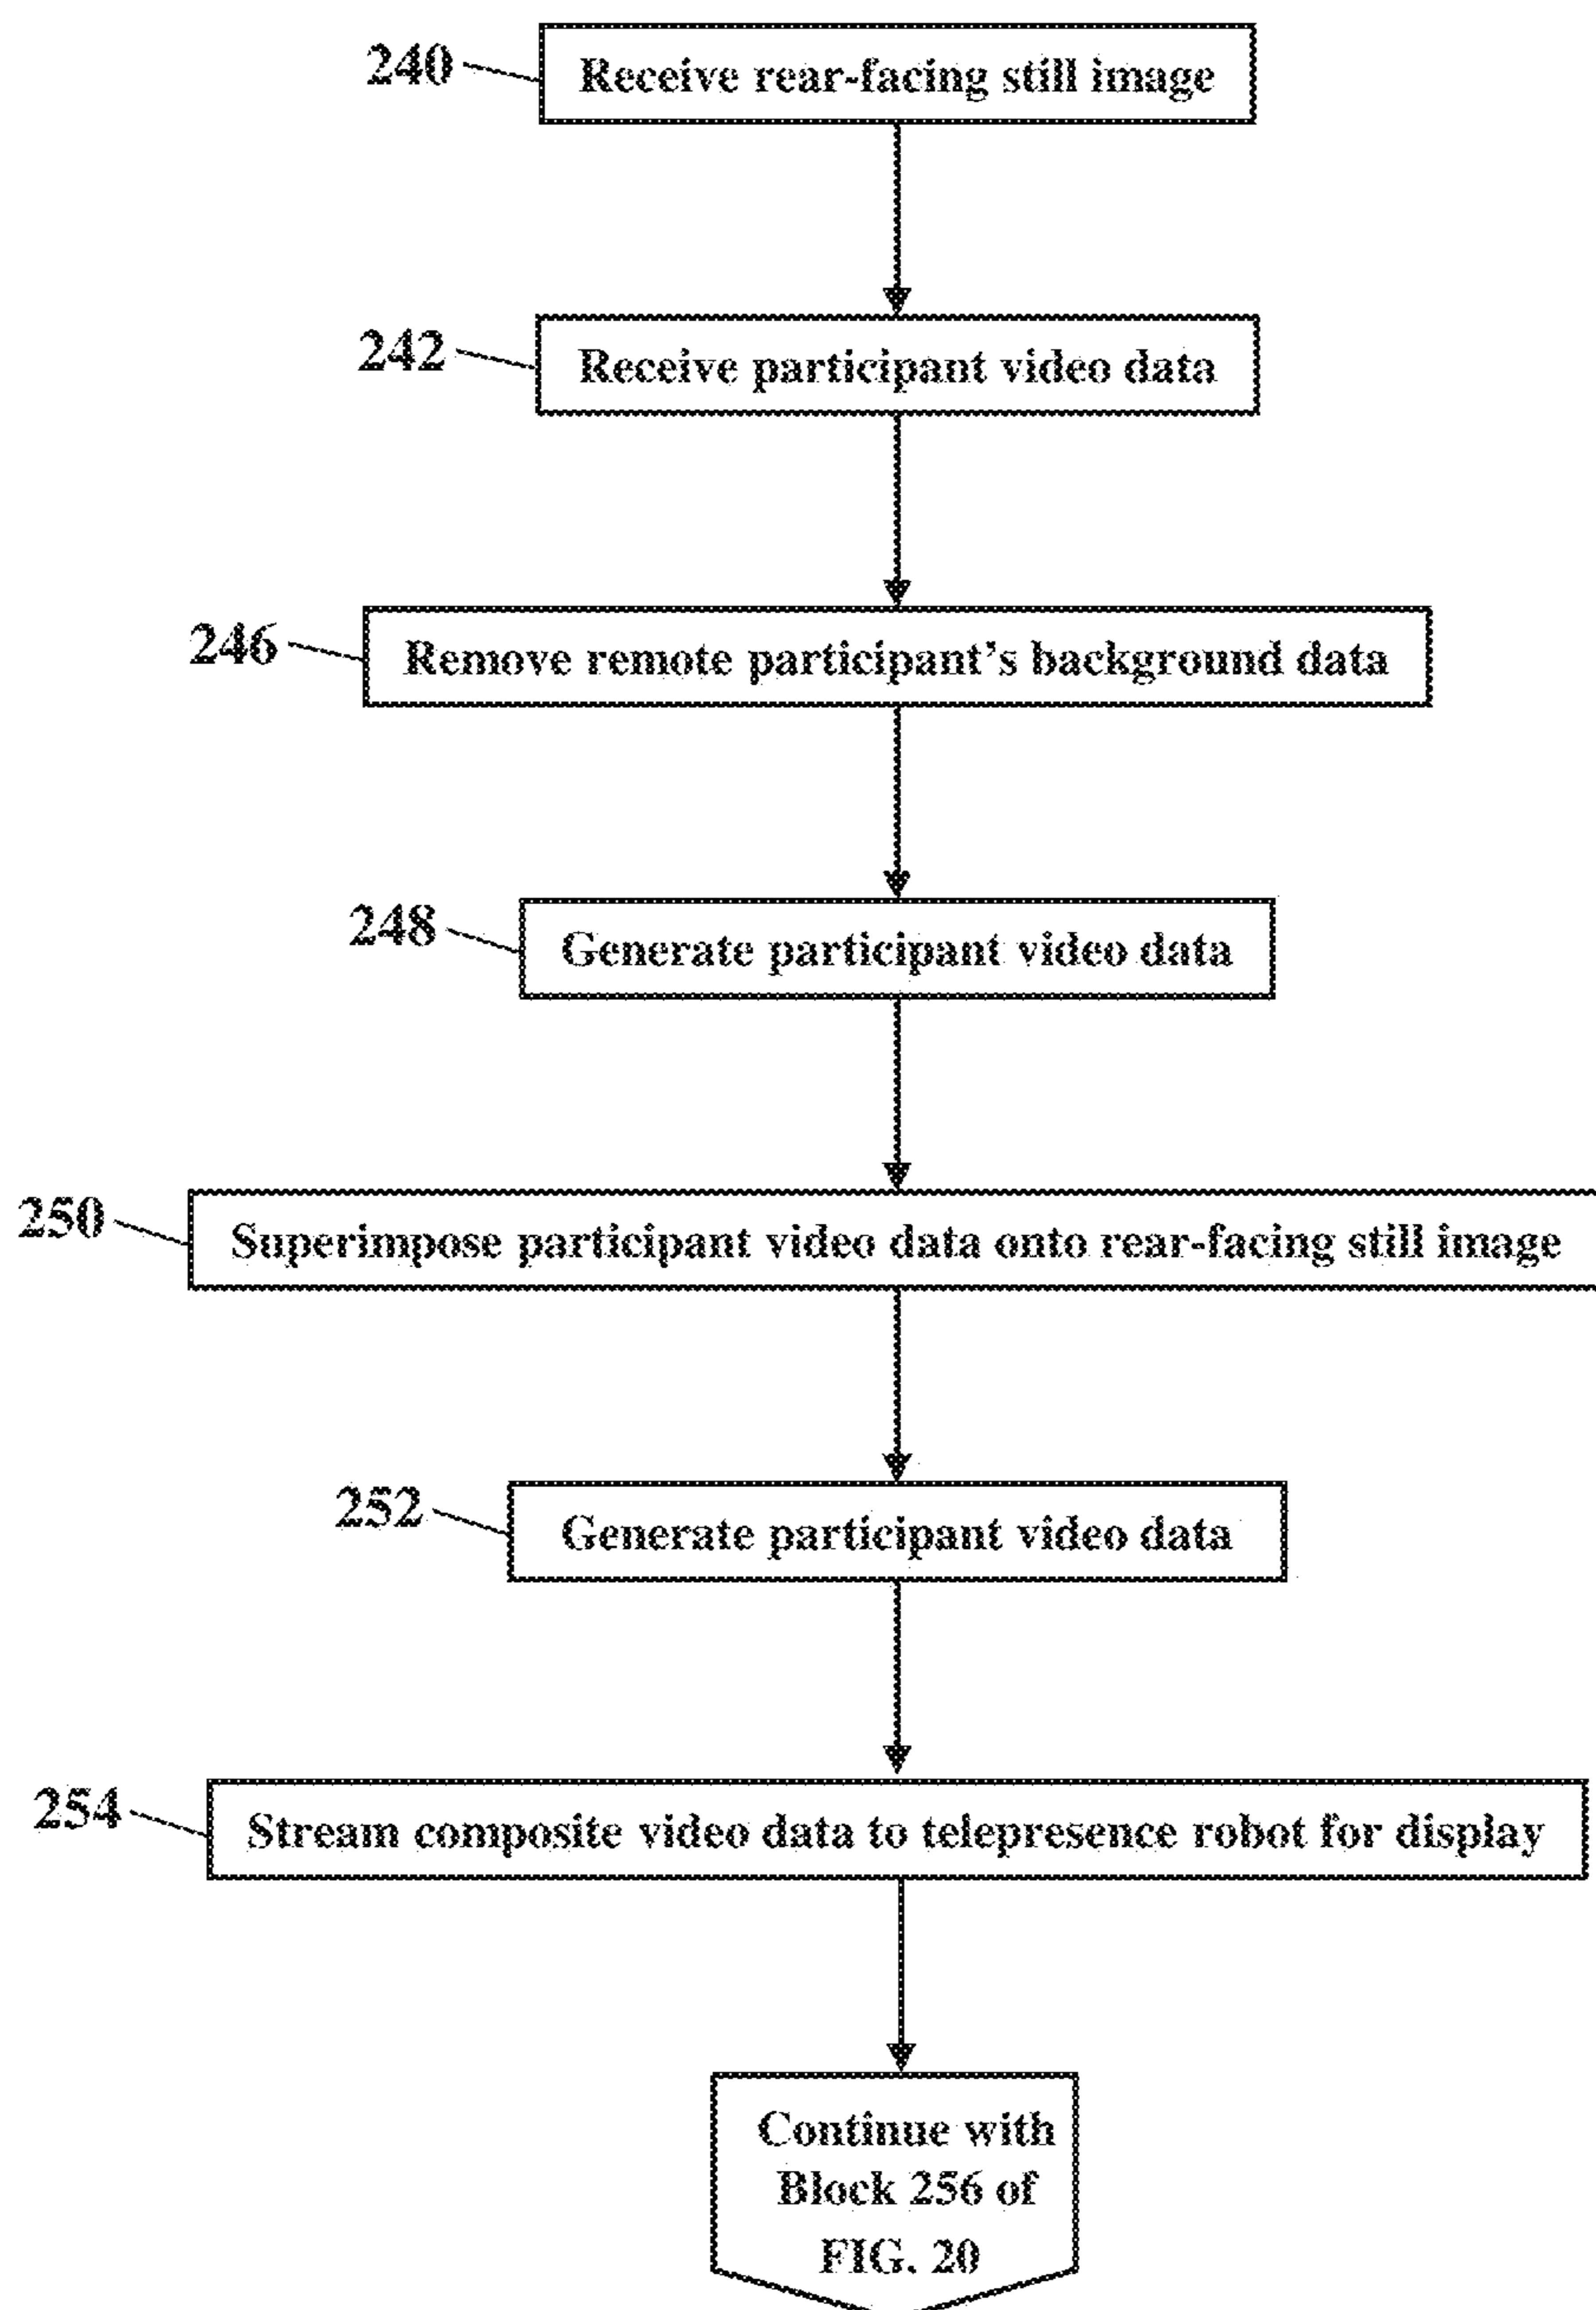 240
Receive rear-facing still image
242
Receive participant video data
246
Remove remote participant's background data
248
Generate participant video data
250
Superimpose participant video data onto rear-facing still image
252
Generate participant video data
254
Stream composite video data to telepresence robot for display
Continue with
Block 256 of
FIG. 20